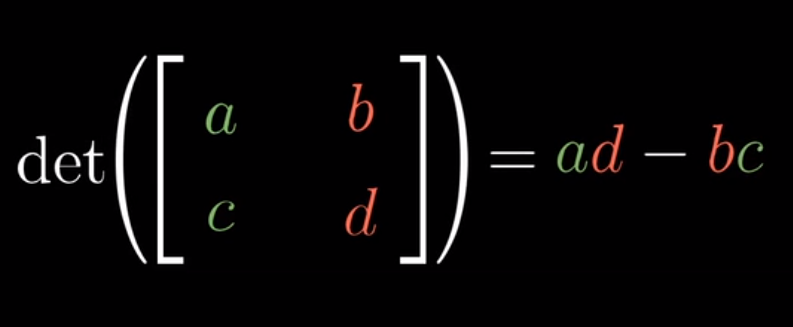 det([a b
c d]) = ad − bc